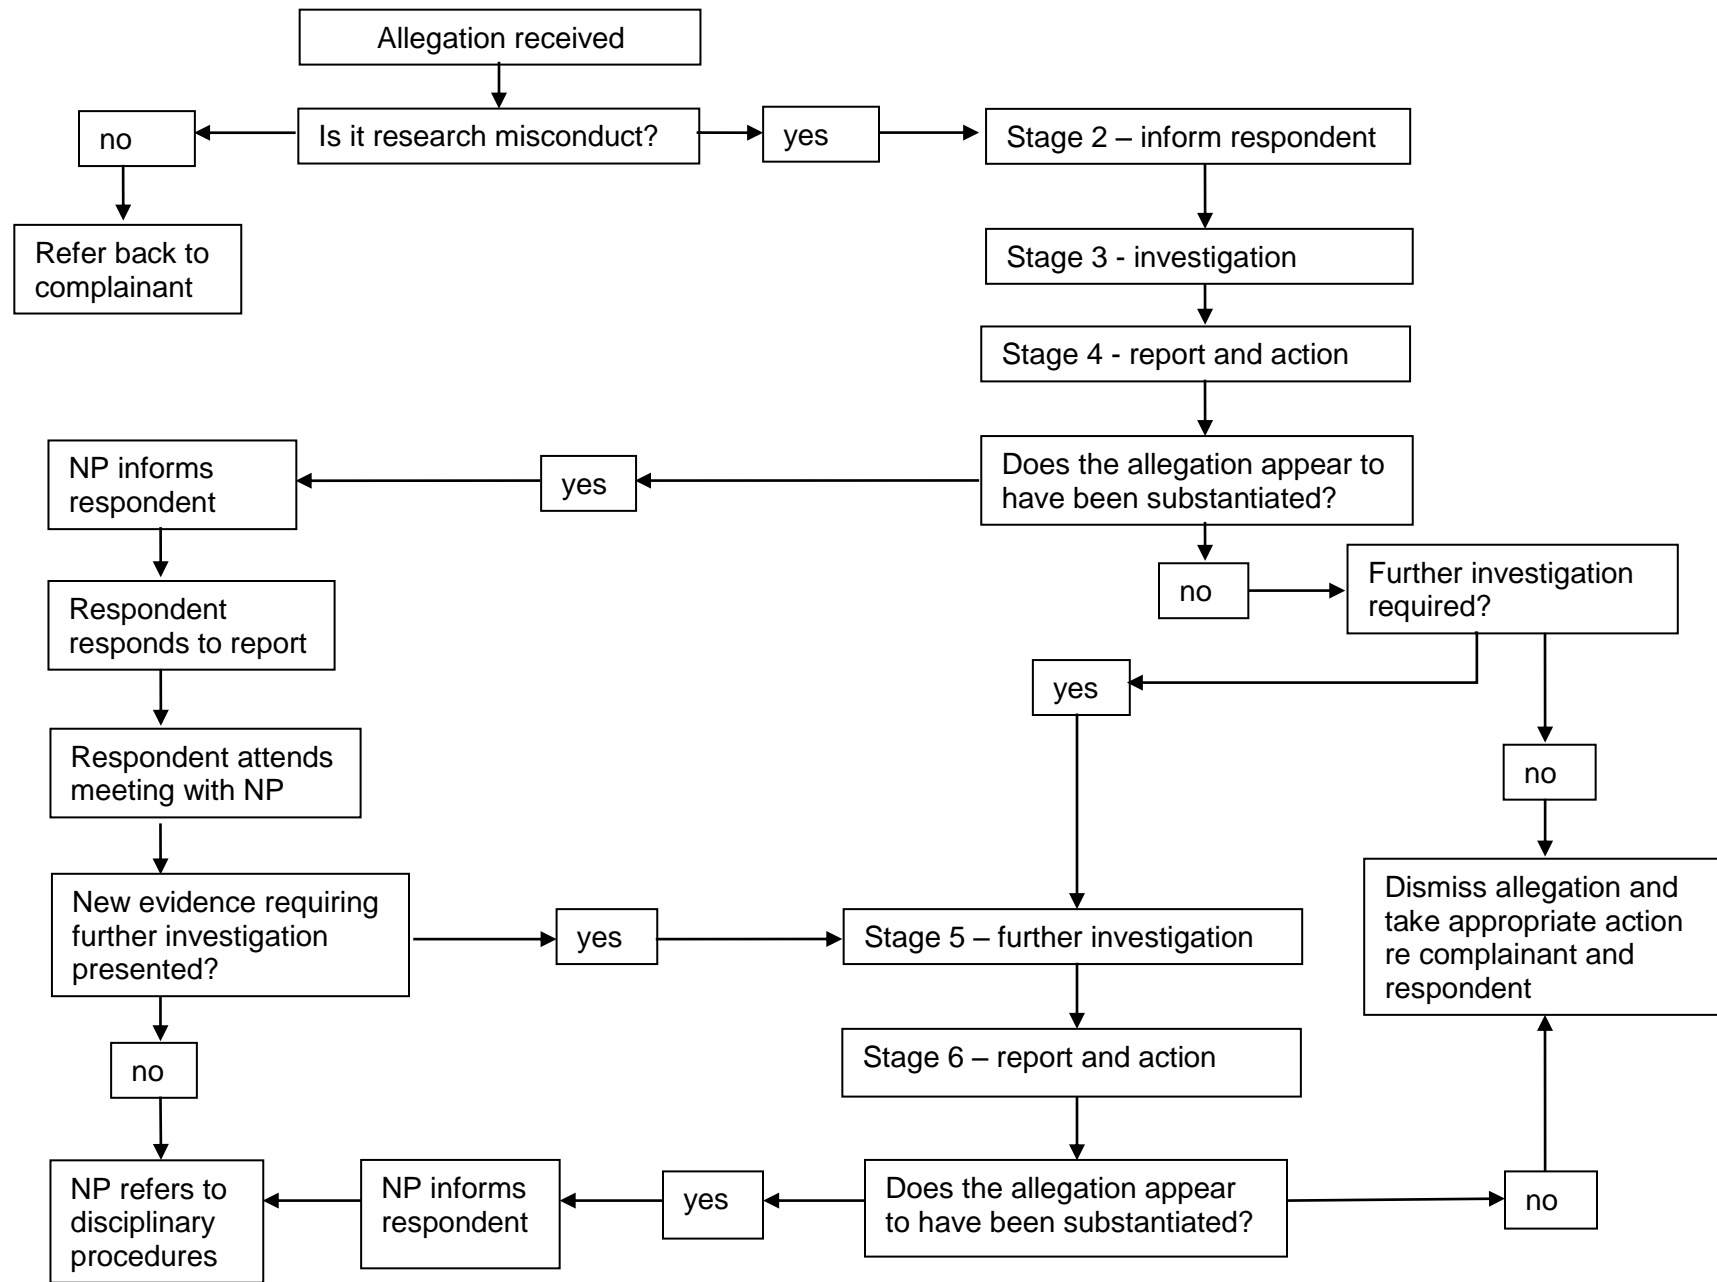 Allegation received
no
Is it research misconduct?
yes
Stage 2 – inform respondent
Refer back to
complainant
Stage 3 - investigation
Stage 4 - report and action
NP informs
respondent
yes
Does the allegation appear to
have been substantiated?
no
Further investigation
required?
Respondent
responds to report
yes
Respondent attends
meeting with NP
no
New evidence requiring
further investigation
presented?
yes
Stage 5 – further investigation
Dismiss allegation and
take appropriate action
re complainant and
respondent
no
Stage 6 – report and action
NP refers to
disciplinary
procedures
NP informs
respondent
yes
Does the allegation appear
to have been substantiated?
no